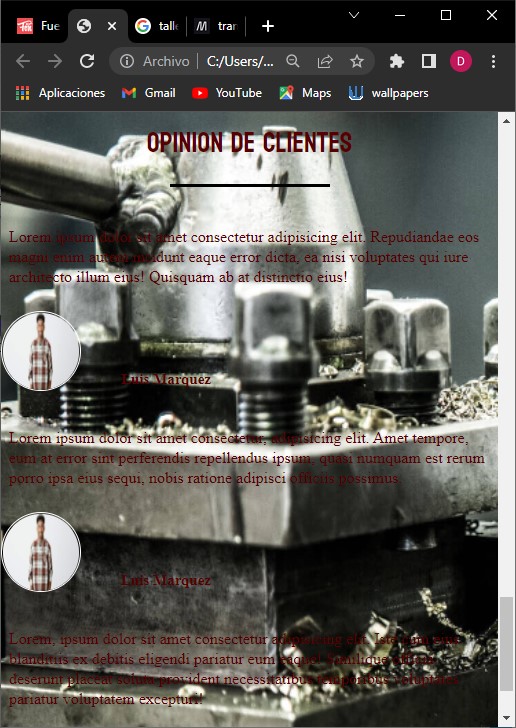 Fue
talle
tran
Archivo
C:/Users/...
D
Aplicaciones
Gmail
YouTube
Maps
wallpapers
OPINION DE CLIENTES
Lorem ipsum dolor sit amet consectetur adipisicing elit. Repudiandae eos
magni enim autem incidunt eaque error dicta, ea nisi voluptates qui iure
architecto illum eius! Quisquam ab at distinctio eius!
Luis Marquez
Lorem ipsum dolor sit amet consectetur, adipisicing elit. Amet tempore,
eum at error sint perferendis repellendus ipsum, quasi numquam est rerum
porro ipsa eius sequi, nobis ratione adipisci officiis possimus.
Luis Marquez
Lorem, ipsum dolor sit amet consectetur adipisicing elit. Iste
blanditiis ex debitis eligendi pariatur eum eaque similique
deserunt placeat soluta provident necessitatibus temporibus voluptates
pariatur voluptatem excepturi!